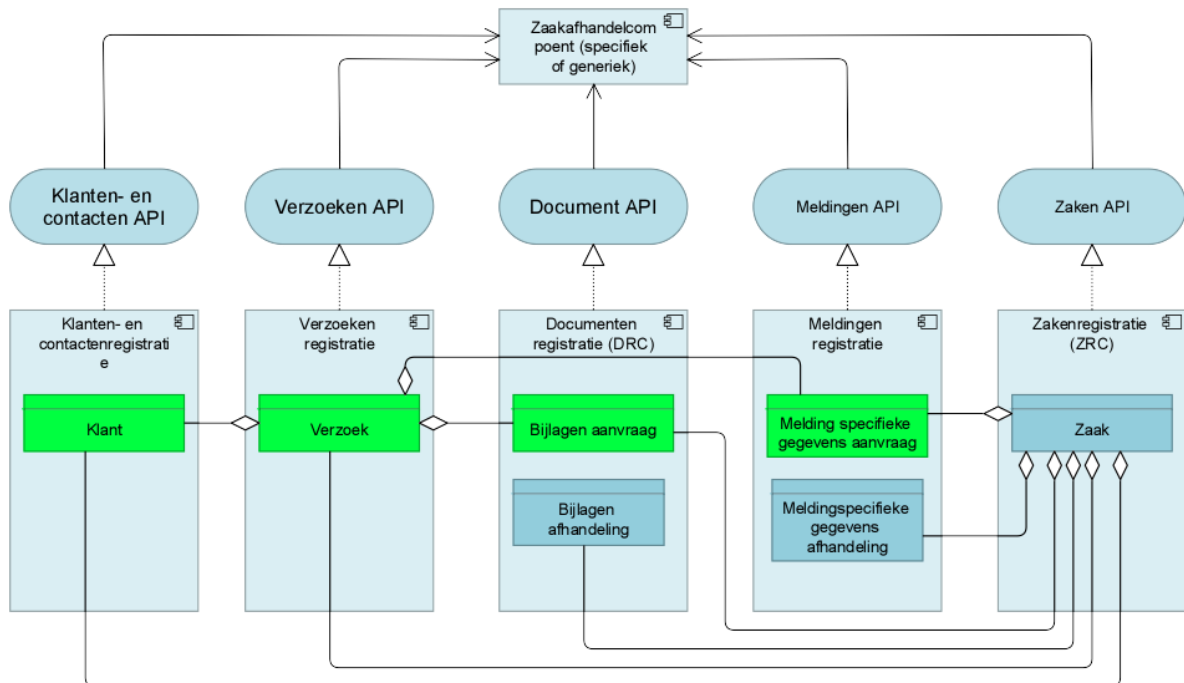 Zaakafhandelcom
poent (specifiek
of generiek)
Klanten- en
contacten API
Verzoeken API
Document API
Meldingen API
Zaken API
Klanten- en
contactenregistrati
e
Verzoeken
registratie
Documenten
registratie (DRC)
Meldingen
registratie
Zakenregistratie
(ZRC)
Klant
Verzoek
Bijlagen aanvraag
Melding specifieke
gegevens aanvraag
Zaak
Bijlagen
afhandeling
Meldingspecifieke
gegevens
afhandeling